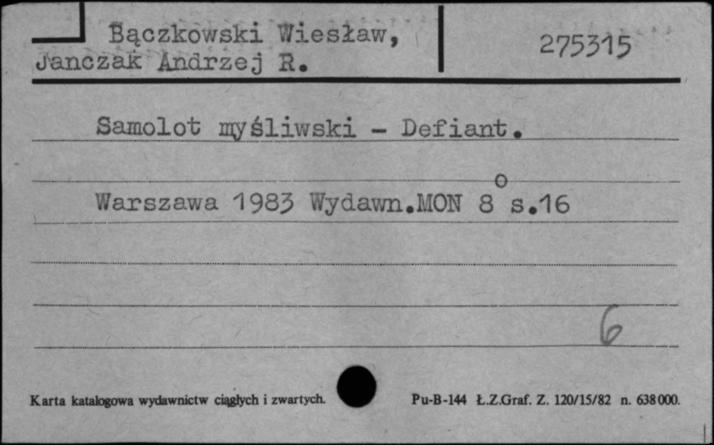 Bączkowski Wiesław,
Janczak Andrzej R.
275315
Samolot myśliwski - Defiant.
Warszawa 1983 Wydawn.MON 8° s.16
6
Karta katalogowa wydawnictw ciągłych i zwartych.
Pu-B-144 Ł.Z.Graf. Z. 120/15/82 n. 638000.